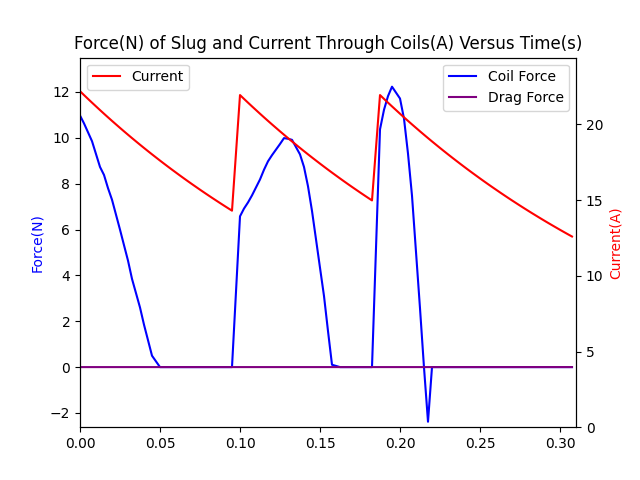 Force(N) of Slug and Current Through Coils(A) Versus Time(s)
Current
Coil Force
Drag Force
Force(N)
12
10
8
6
4
2
0
−2
Current(A)
20
15
10
5
0
0.00 0.05 0.10 0.15 0.20 0.25 0.30